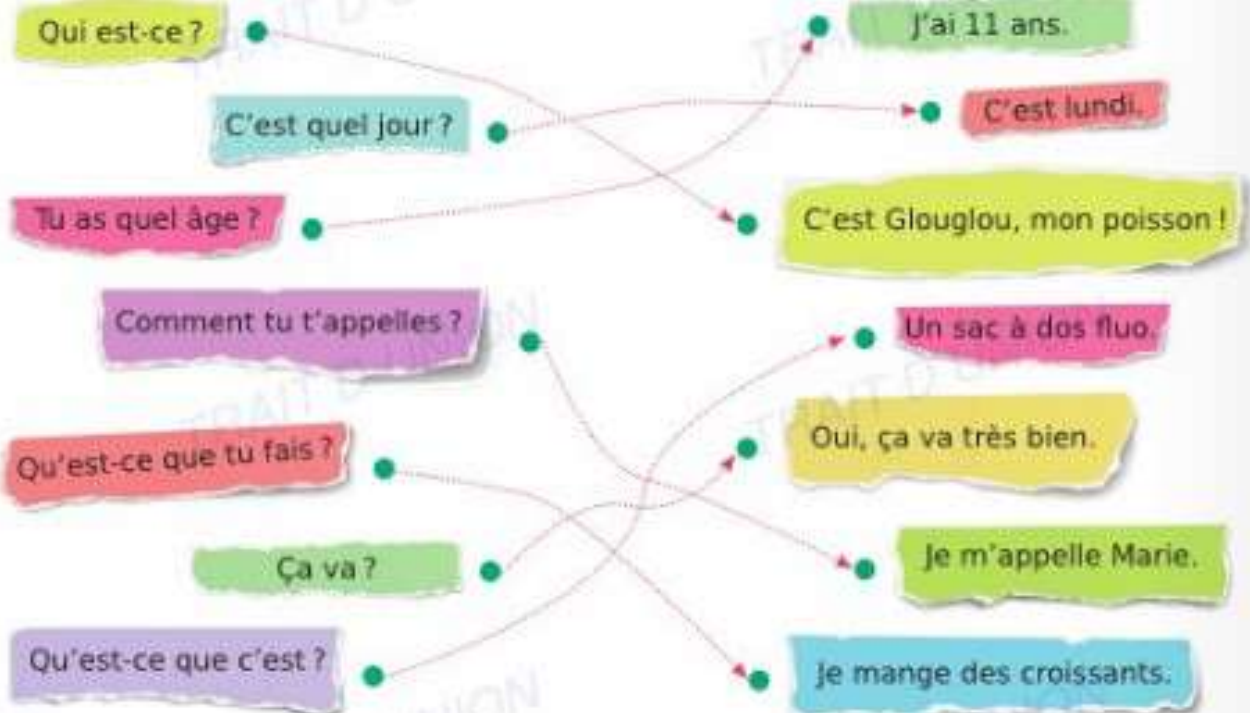 Qui est-ce ?
J'ai 11 ans.
C'est quel jour ?
C'est lundi.
Tu as quel âge ?
C'est Glouglou, mon poisson !
Comment tu t'appelles ?
Un sac à dos fluo.
Qu'est-ce que tu fais ?
Oui, ça va très bien.
Ça va ?
Je m'appelle Marie.
Qu'est-ce que c'est ?
Je mange des croissants.